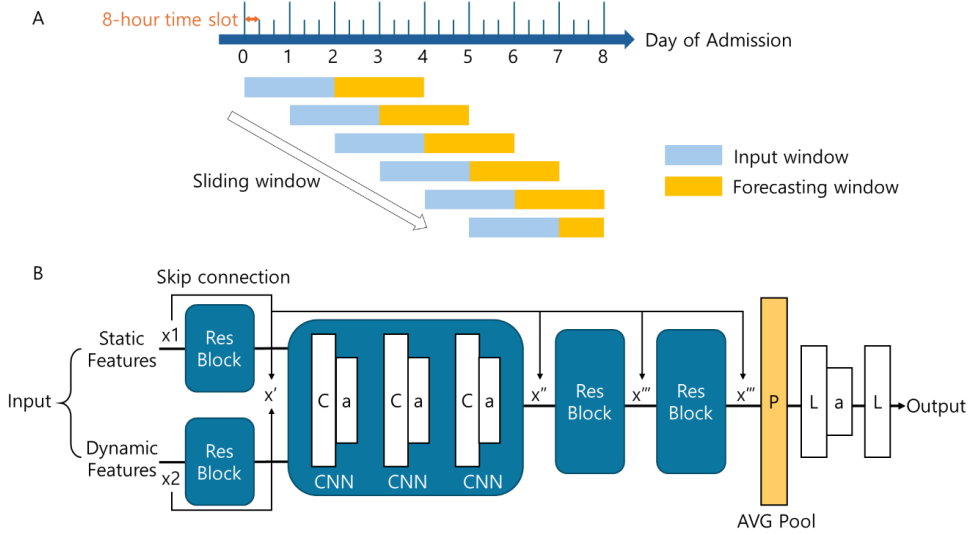 A
8-hour time slot
Day of Admission
0 1 2 3 4 5 6 7 8
Sliding window
Input window
Forecasting window
B
Skip connection
Static
Features
x1
Res
Block
Input
x'
Dynamic
Features
x2
Res
Block
C a
CNN
C a
CNN
C a
CNN
x"
Res
Block
x‴
Res
Block
x‴
P
AVG Pool
L a L
Output